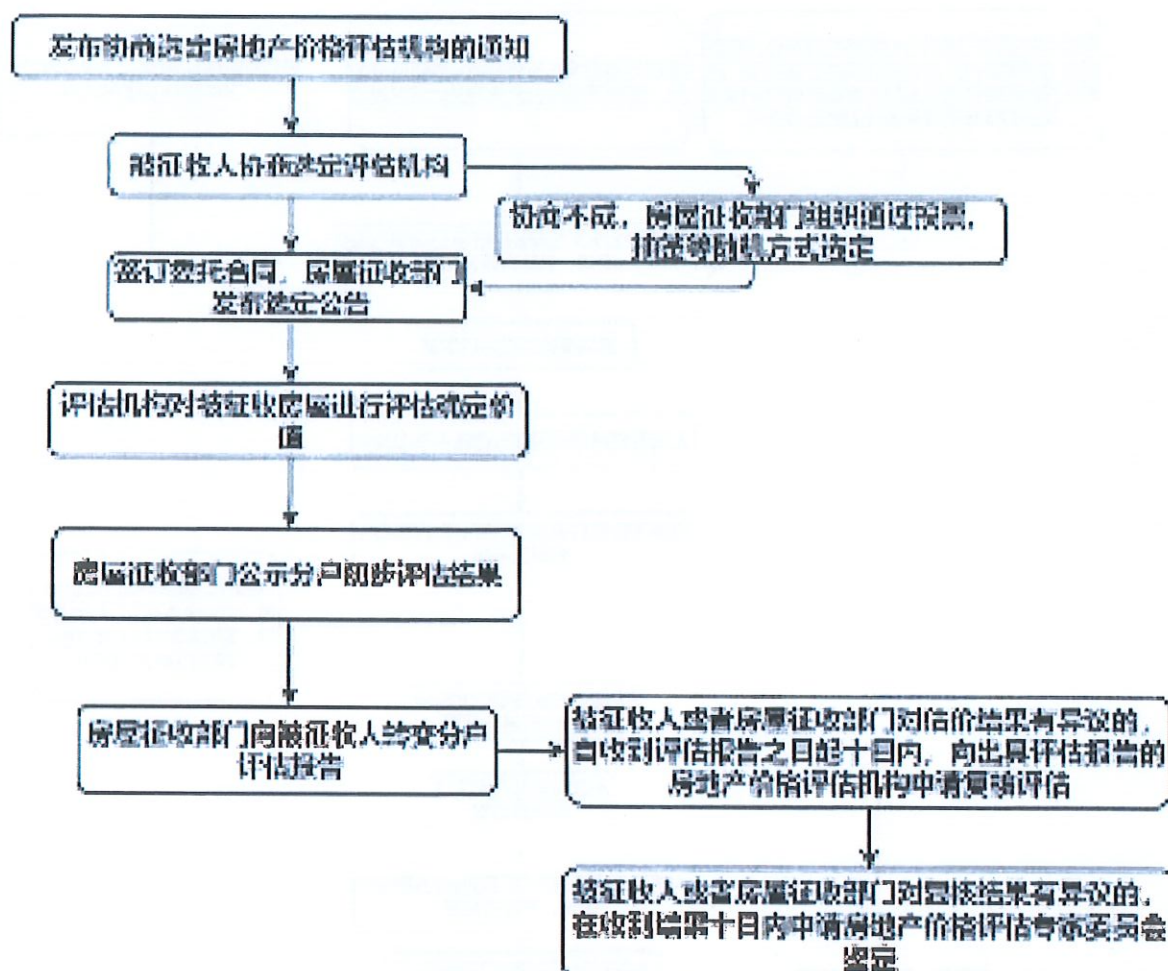 发布协商选定房地产价格评估机构的通知
被征收人协商选定评估机构
协商不成，房屋征收部门组织通过投票，
抽签等随机方式选定
签订委托合同，房屋征收部门
发布选定公告
评估机构对被征收房屋进行评估确定价
值
房屋征收部门公示分户初步评估结果
房屋征收部门向被征收人转交分户
评估报告
被征收人或者房屋征收部门对估价结果有异议的，
自收到评估报告之日起十日内，向出具评估报告的
房地产价格评估机构申请复核评估
被征收人或者房屋征收部门对复核结果有异议的，
在收到结果十日内申请房地产价格评估专家委员会
鉴定